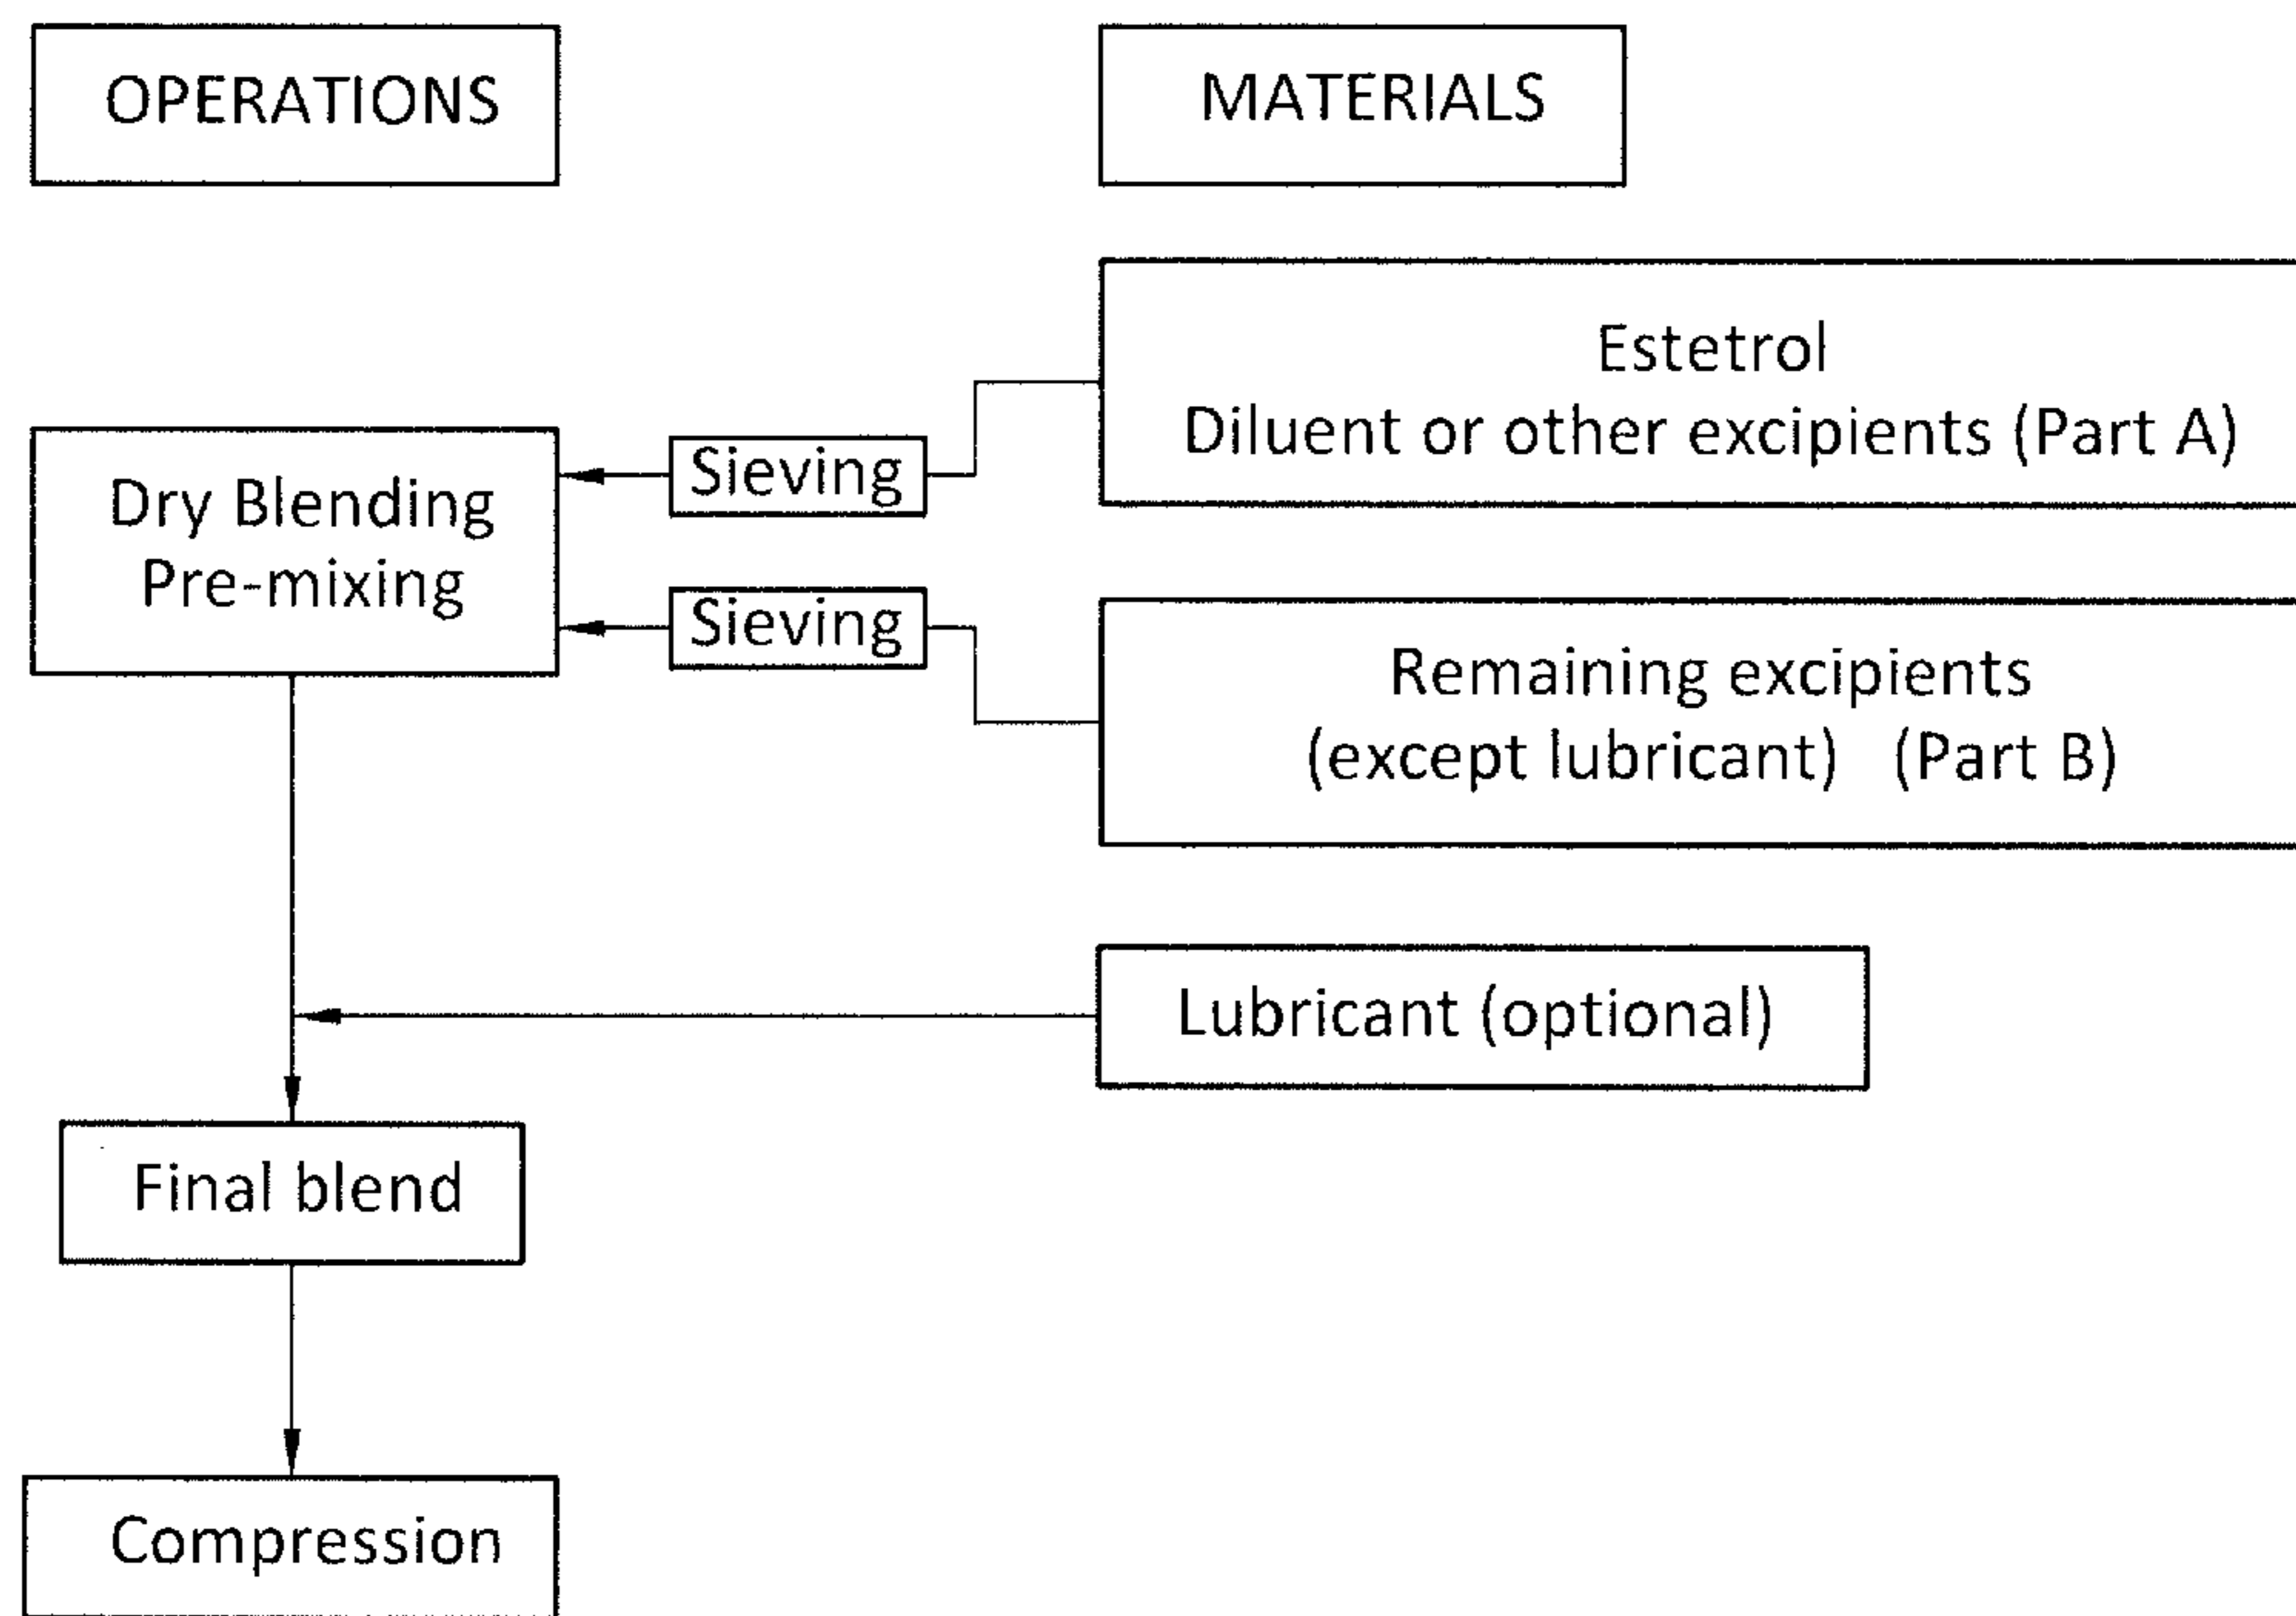 OPERATIONS
MATERIALS
Estetrol
Diluent or other excipients (Part A)
Sieving
Dry Blending
Pre-mixing
Sieving
Remaining excipients
(except lubricant) (Part B)
Lubricant (optional)
Final blend
Compression